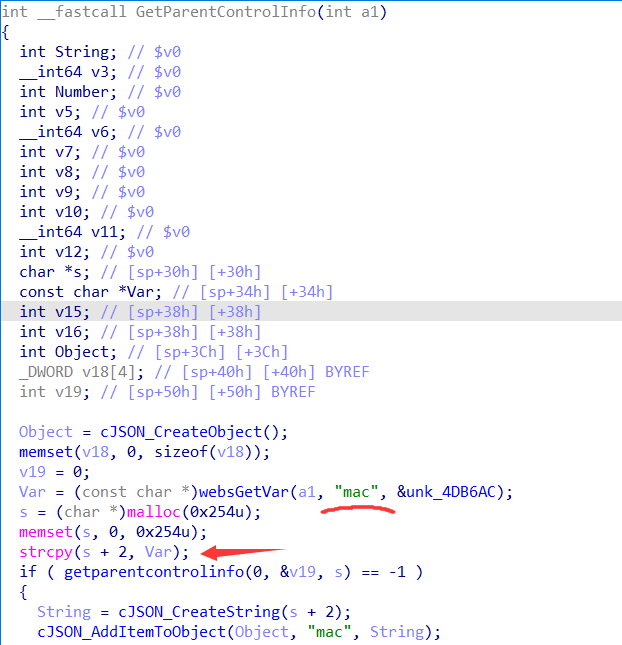 int __fastcall GetParentControlInfo(int a1)
{
  int String; // $v0
  __int64 v3; // $v0
  int Number; // $v0
  int v5; // $v0
  __int64 v6; // $v0
  int v7; // $v0
  int v8; // $v0
  int v9; // $v0
  int v10; // $v0
  __int64 v11; // $v0
  int v12; // $v0
  char *s; // [sp+30h] [+30h]
  const char *Var; // [sp+34h] [+34h]
  int v15; // [sp+38h] [+38h]
  int v16; // [sp+38h] [+38h]
  int Object; // [sp+3Ch] [+3Ch]
  _DWORD v18[4]; // [sp+40h] [+40h] BYREF
  int v19; // [sp+50h] [+50h] BYREF
  Object = cJSON_CreateObject();
  memset(v18, 0, sizeof(v18));
  v19 = 0;
  Var = (const char *)websGetVar(a1, "mac", &unk_4DB6AC);
  s = (char *)malloc(0x254u);
  memset(s, 0, 0x254u);
  strcpy(s + 2, Var);
  if ( getparentcontrolinfo(0, &v19, s) == -1 )
  {
    String = cJSON_CreateString(s + 2);
    cJSON_AddItemToObject(Object, "mac", String);